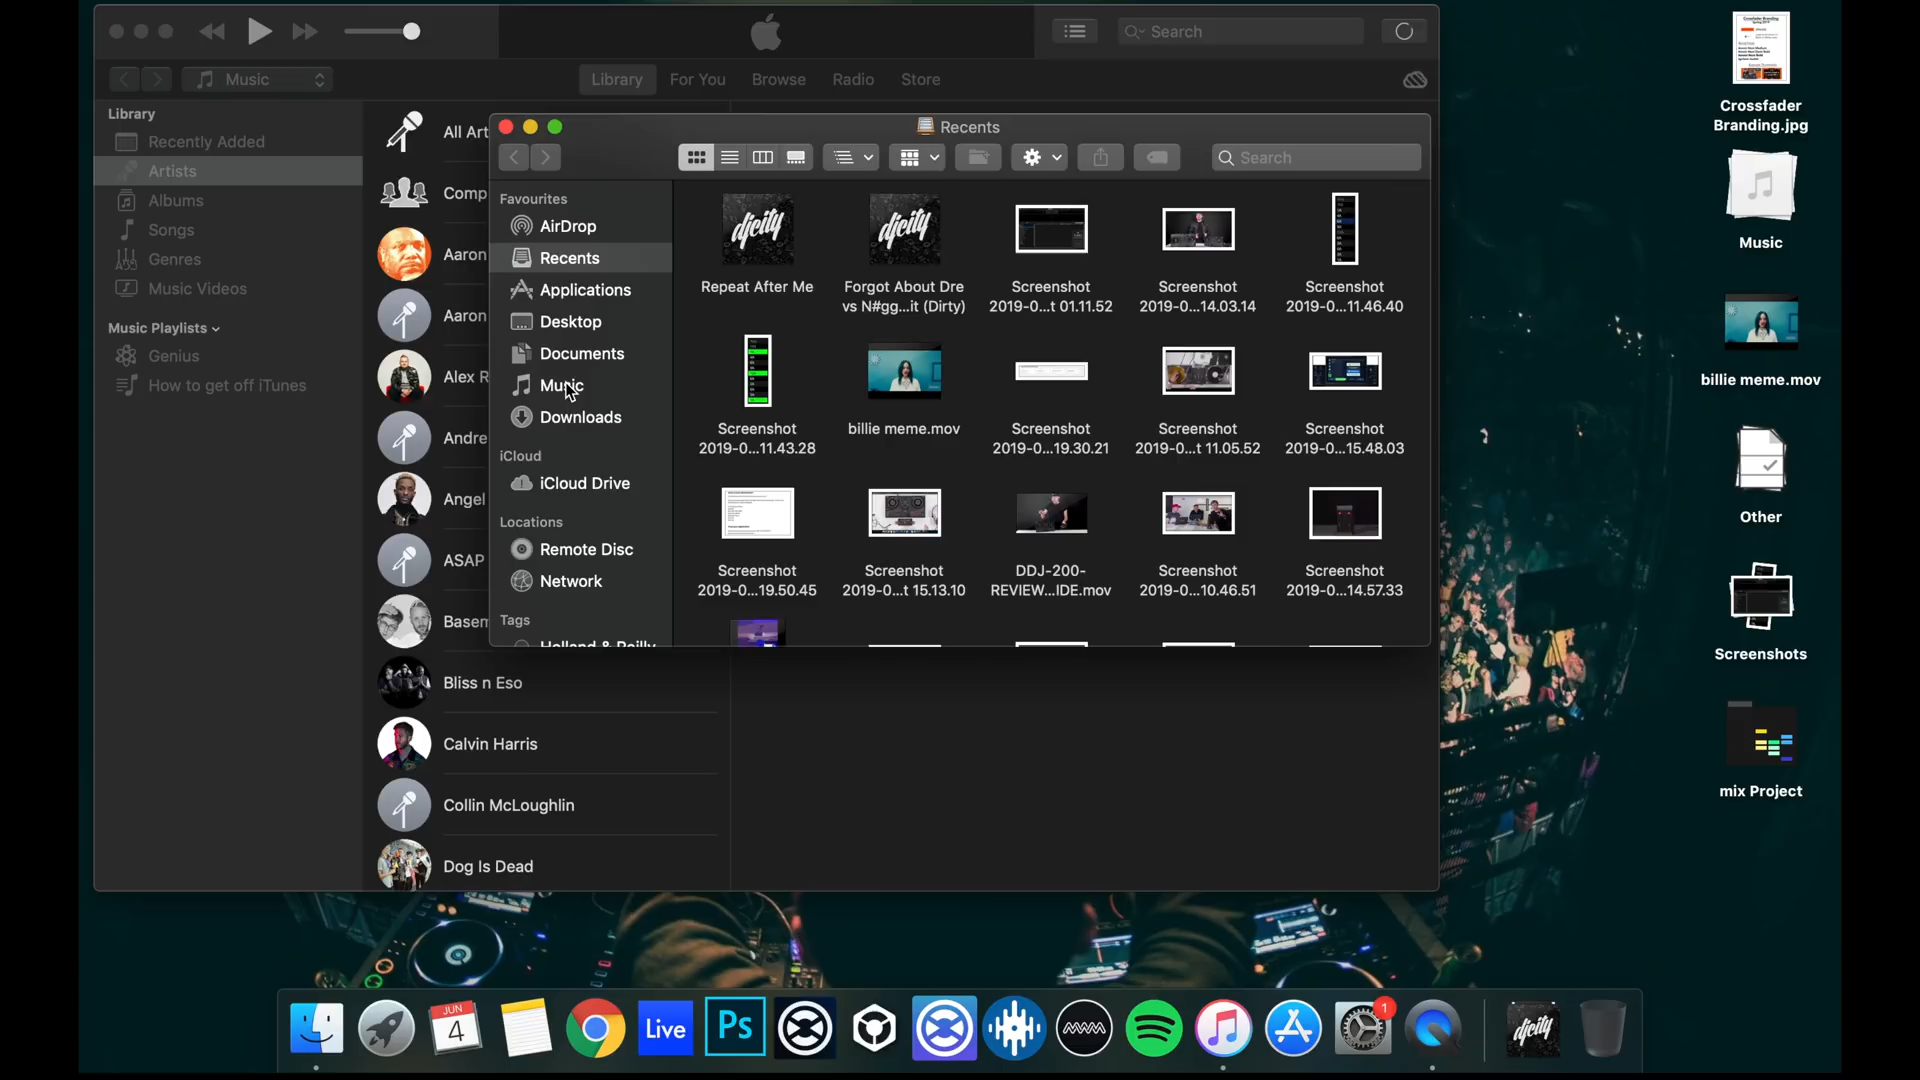 Search
Music
Library
For You
Browse
Radio
Store
Library
Recently Added
Artists
Albums
Songs
Genres
Music Videos
Music Playlists
Genius
How to get off iTunes
All Art
Comp
Aaron
Aaron
Alex R
Andre
Angel
ASAP
Basem
Bliss n Eso
Calvin Harris
Collin McLoughlin
Dog Is Dead
Recents
Search
Favourites
AirDrop
Recents
Applications
Desktop
Documents
Music
Downloads
iCloud
iCloud Drive
Locations
Remote Disc
Network
Tags
Holland & Reilly
djcity
Repeat After Me
djcity
Forgot About Dre
vs N#gg...it (Dirty)
Screenshot
2019-0...t 01.11.52
Screenshot
2019-0...14.03.14
Screenshot
2019-0...11.46.40
Screenshot
2019-0...11.43.28
billie meme.mov
Screenshot
2019-0...19.30.21
Screenshot
2019-0...t 11.05.52
Screenshot
2019-0...15.48.03
Screenshot
2019-0...19.50.45
Screenshot
2019-0...t 15.13.10
DDJ-200-
REVIEW...IDE.mov
Screenshot
2019-0...10.46.51
Screenshot
2019-0...14.57.33
Crossfader
Branding.jpg
Music
billie meme.mov
Other
Screenshots
mix Project
JUN
4
Live
Ps
1
djcity